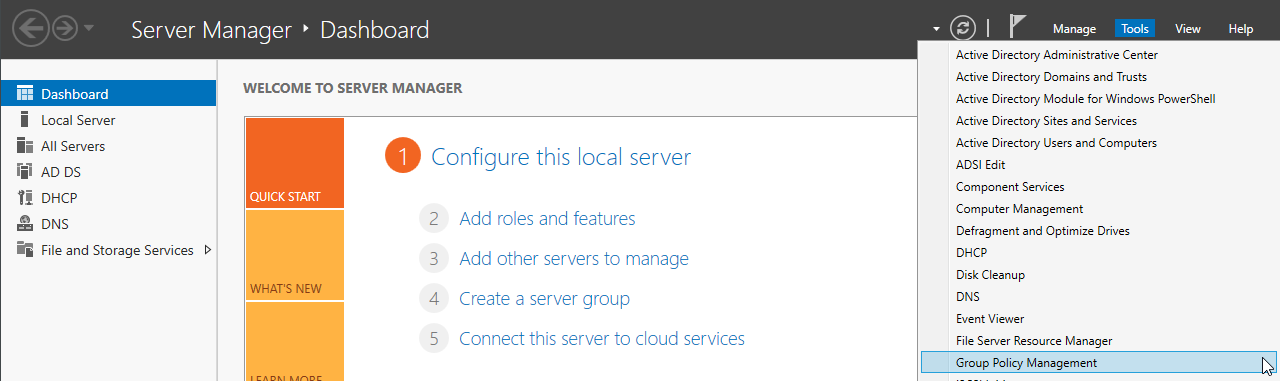 Server Manager ‣ Dashboard
Manage
Tools
View
Help
Dashboard
Local Server
All Servers
AD DS
DHCP
DNS
File and Storage Services
WELCOME TO SERVER MANAGER
QUICK START
WHAT'S NEW
LEARN MORE
1 Configure this local server
2 Add roles and features
3 Add other servers to manage
4 Create a server group
5 Connect this server to cloud services
Active Directory Administrative Center
Active Directory Domains and Trusts
Active Directory Module for Windows PowerShell
Active Directory Sites and Services
Active Directory Users and Computers
ADSI Edit
Component Services
Computer Management
Defragment and Optimize Drives
DHCP
Disk Cleanup
DNS
Event Viewer
File Server Resource Manager
Group Policy Management